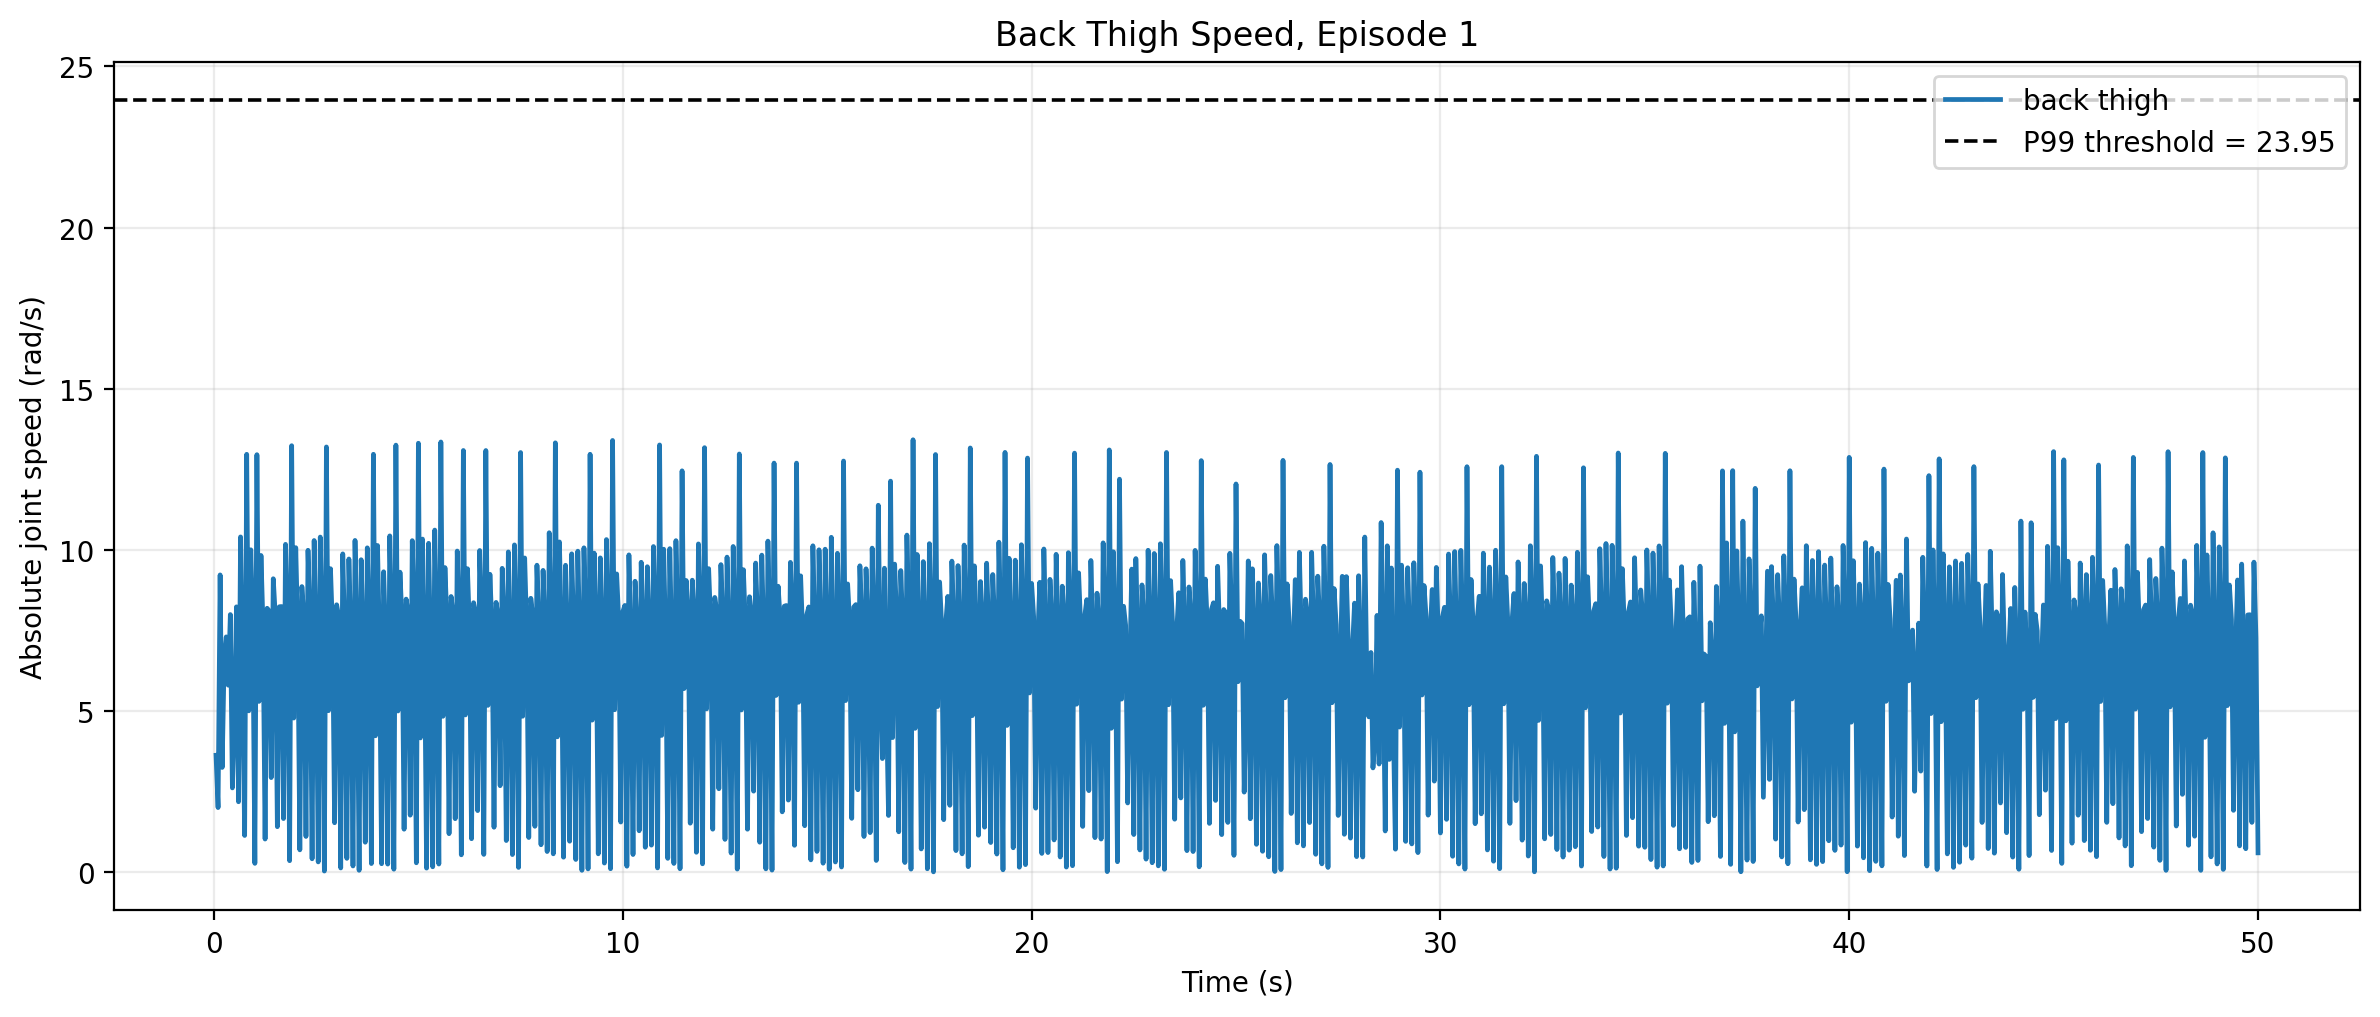 Back Thigh Speed, Episode 1
Absolute joint speed (rad/s)
25
20
15
10
5
0
back thigh
P99 threshold = 23.95
0 10 20 30 40 50
Time (s)